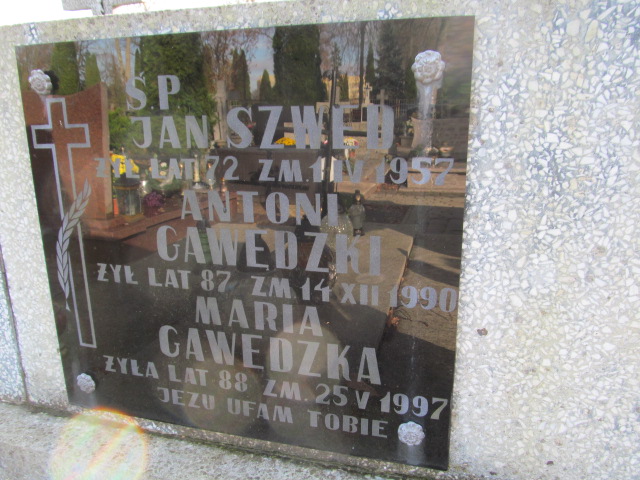 ŚP
JAN SZWED
ŻYŁ LAT 72 ZM. 1 IV 1957
ANTONI
GAWĘDZKI
ŻYŁ LAT 87 ZM 14 XII 1990
MARIA
GAWĘDZKA
ŻYŁA LAT 88 ZM. 25 V 1997
JEZU UFAM TOBIE